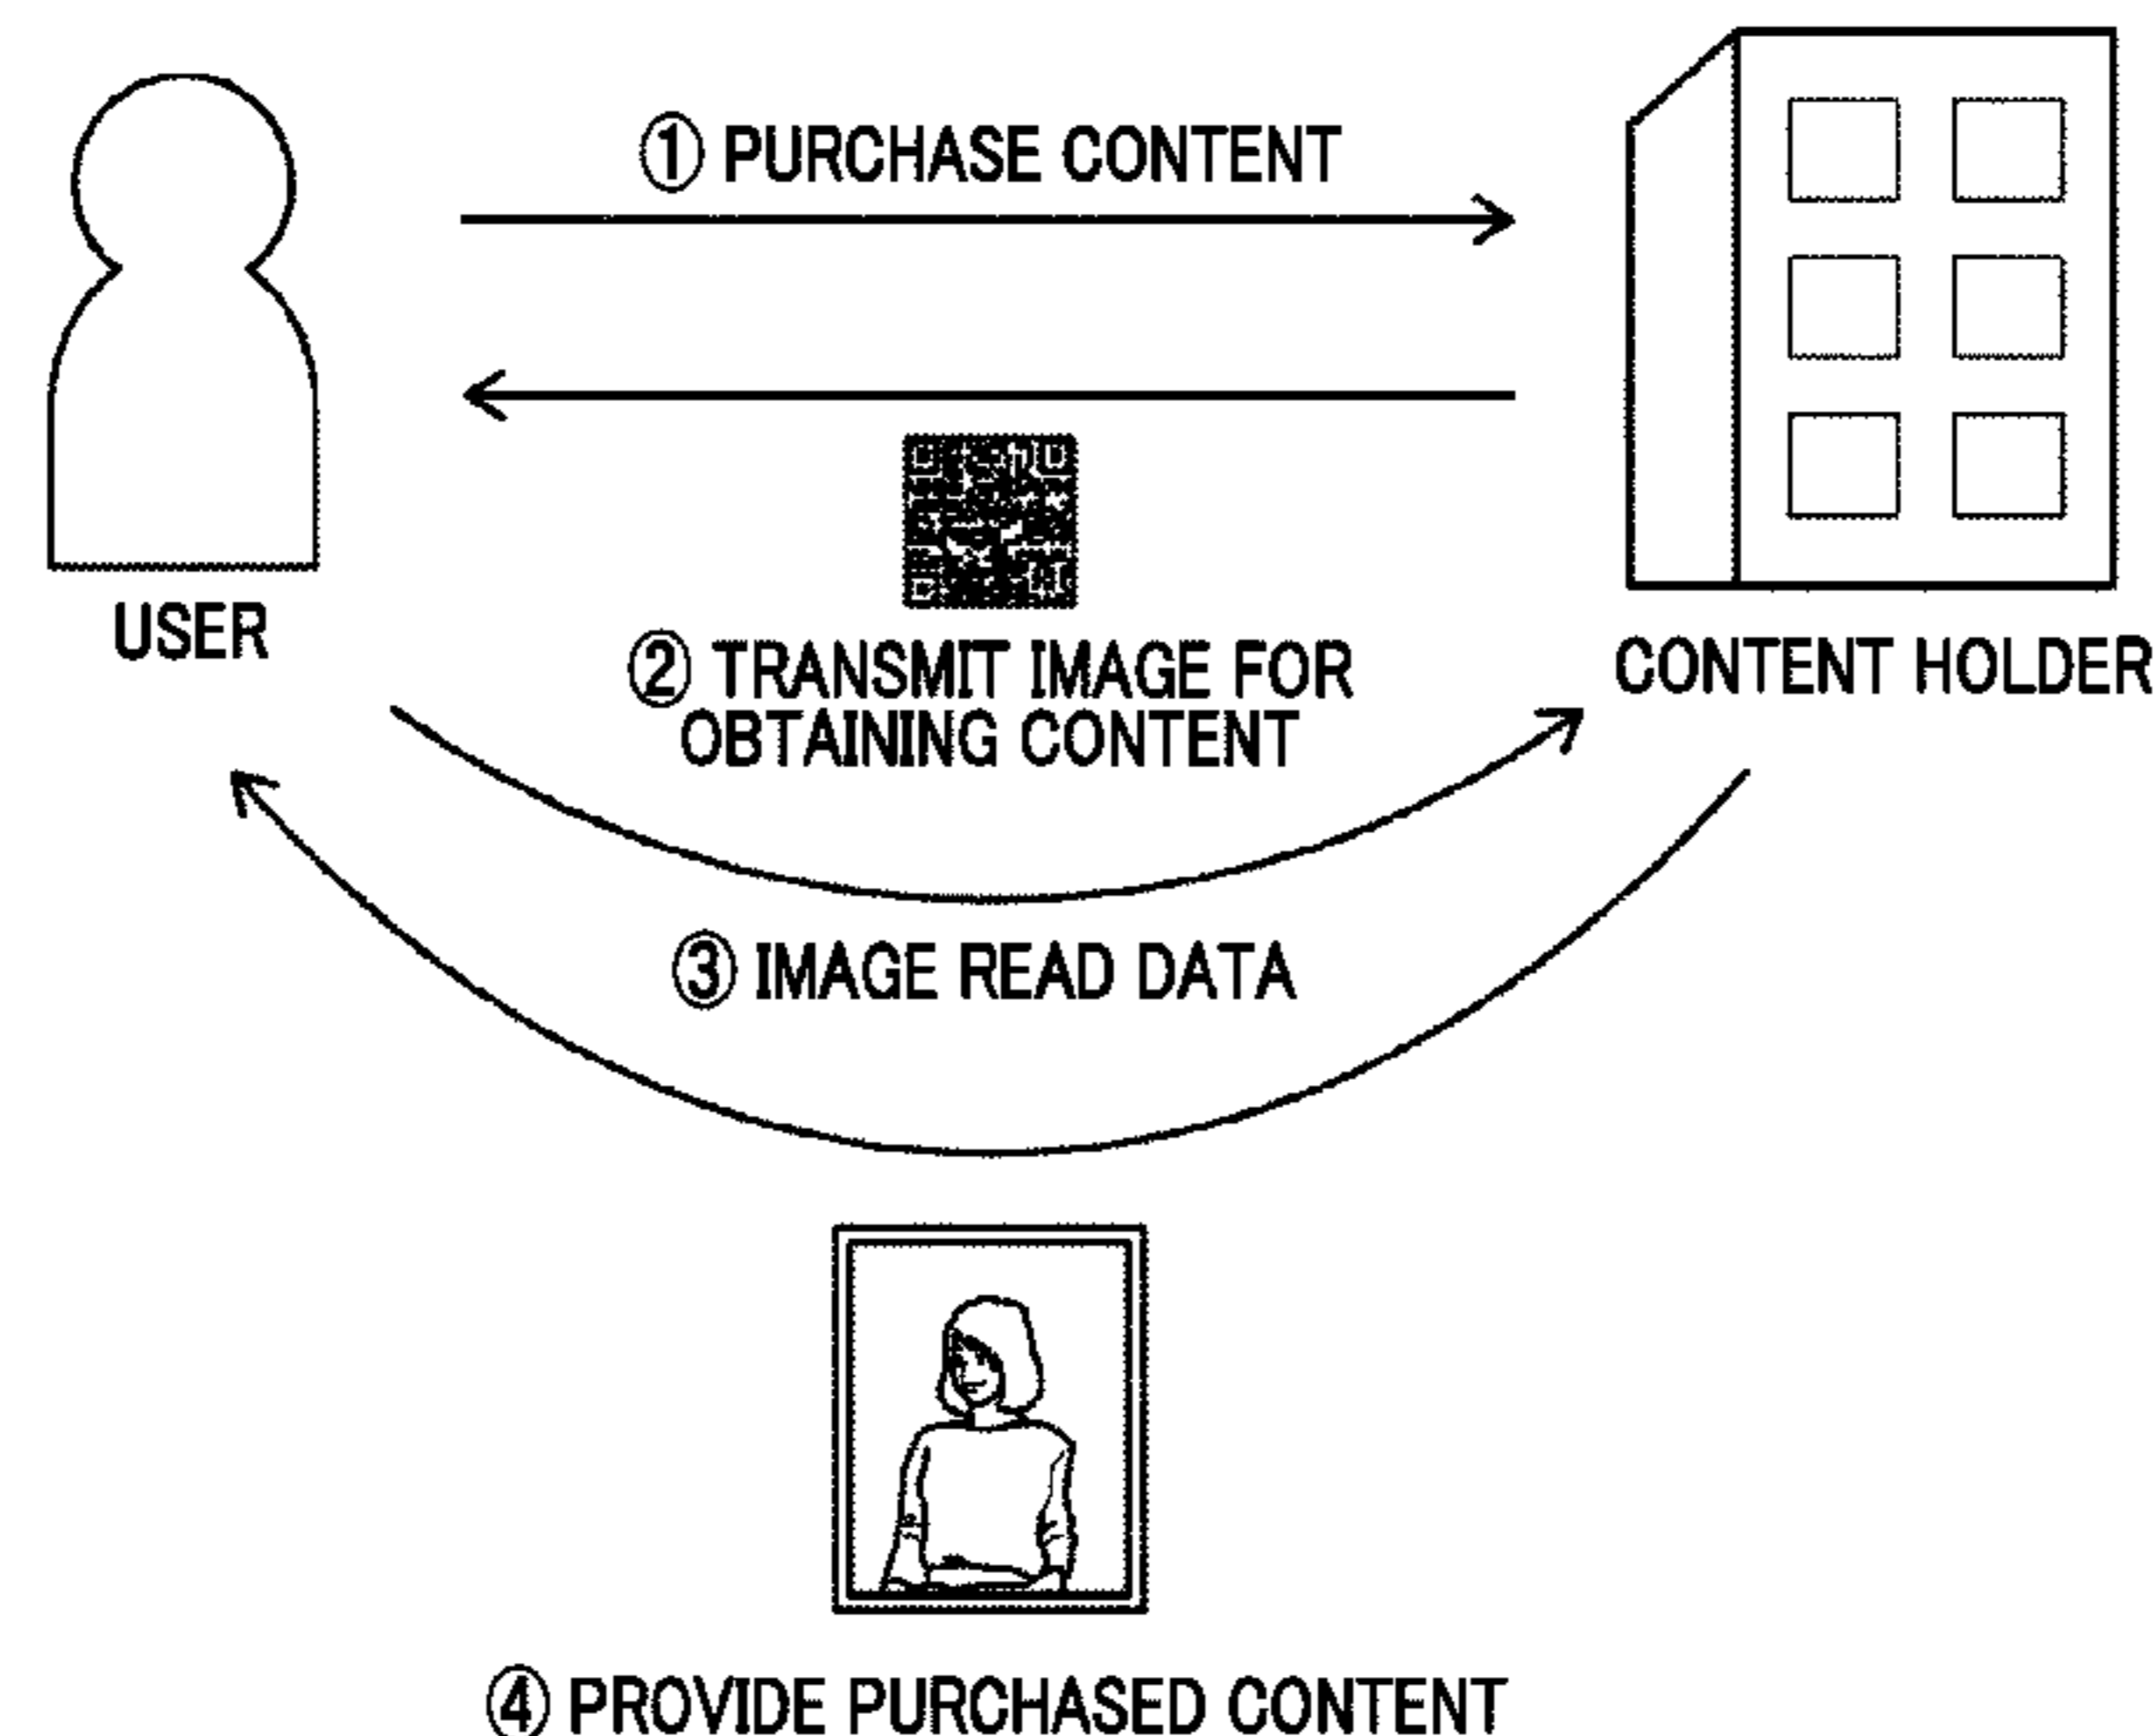 ① PURCHASE CONTENT
USER
② TRANSMIT IMAGE FOR
OBTAINING CONTENT
CONTENT HOLDER
③ IMAGE READ DATA
④ PROVIDE PURCHASED CONTENT